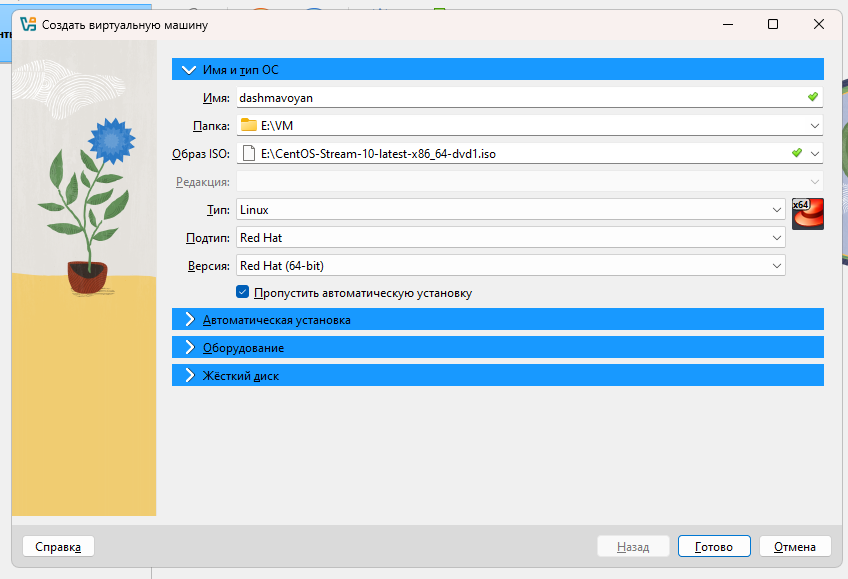 Создать виртуальную машину
Имя и тип ОС
Имя: dashmavoyan
Папка: E:\VM
Образ ISO: E:\CentOS-Stream-10-latest-x86_64-dvd1.iso
Редакция:
Тип: Linux
x64
Подтип: Red Hat
Версия: Red Hat (64-bit)
Пропустить автоматическую установку
Автоматическая установка
Оборудование
Жёсткий диск
Справка Назад Готово Отмена